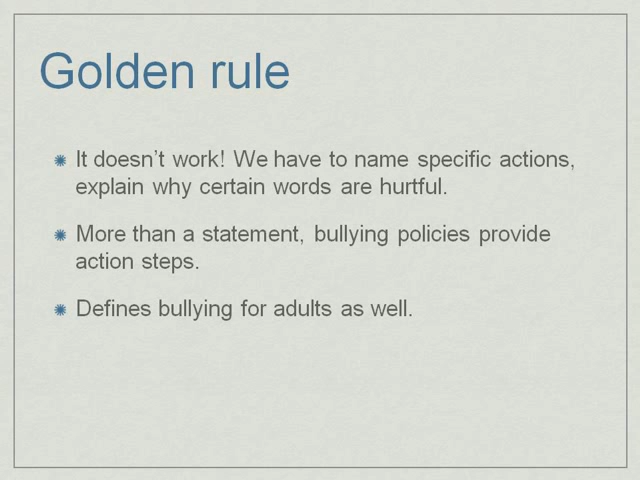 Golden rule
It doesn’t work! We have to name specific actions,
explain why certain words are hurtful.
More than a statement, bullying policies provide
action steps.
Defines bullying for adults as well.